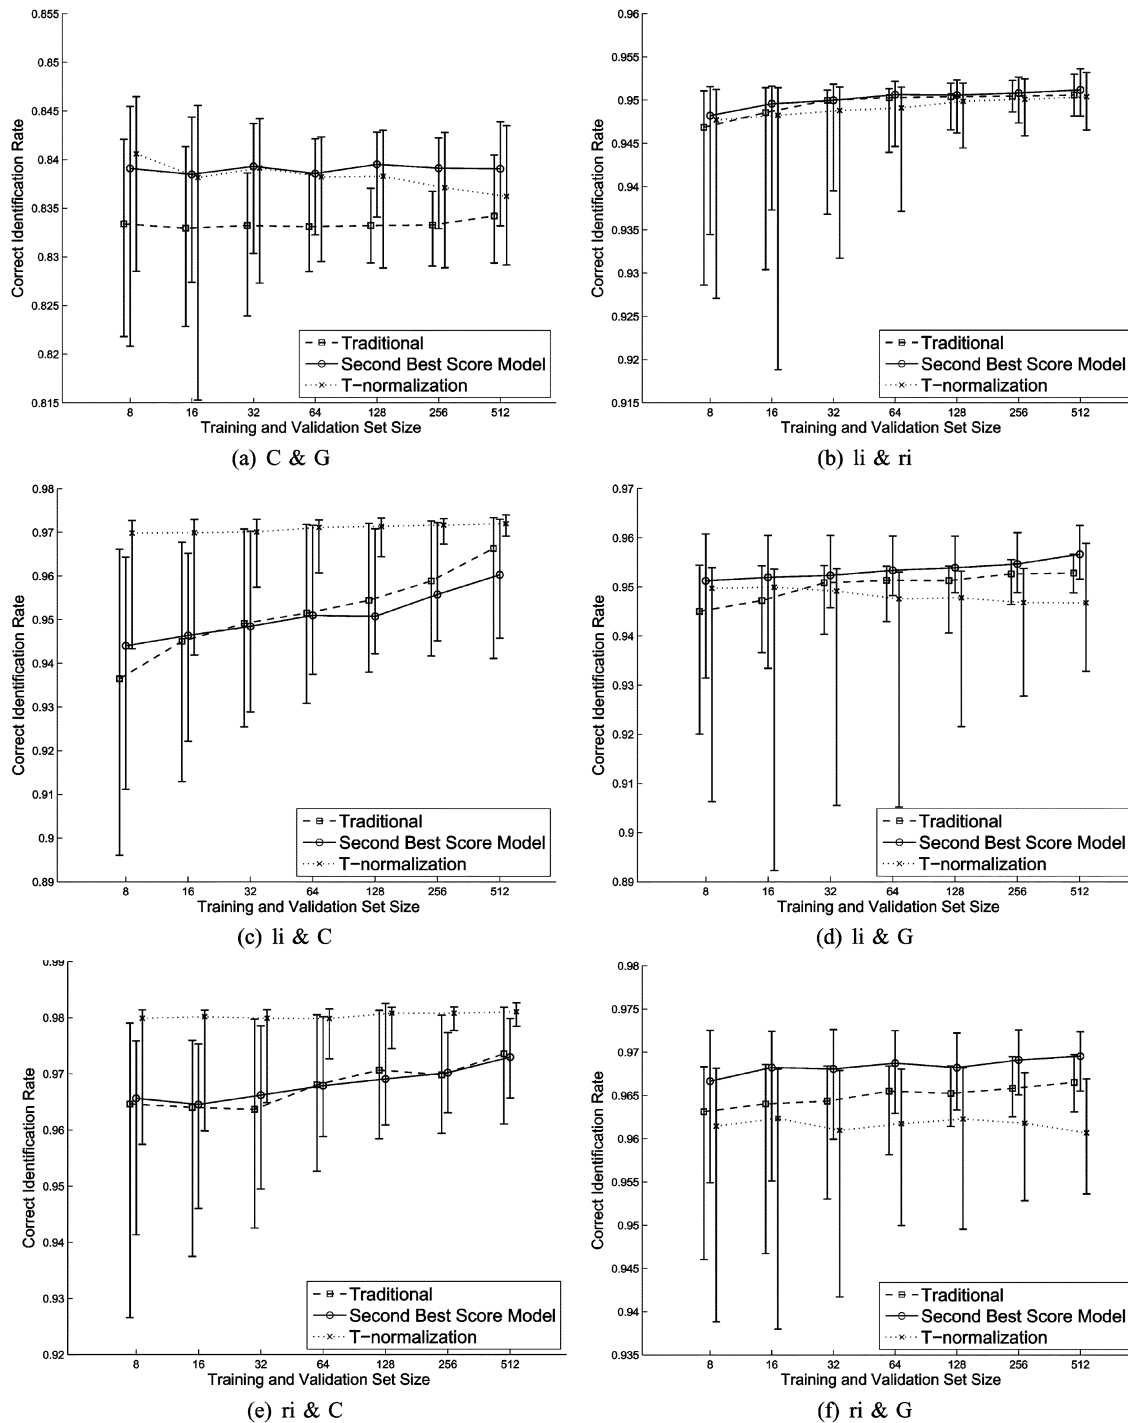 0.855
0.85
0.845
0.84
0.835
0.83
0.825
0.82
0.815
Correct Identification Rate
8 16 32 64 128 256 512
Training and Validation Set Size
Traditional
Second Best Score Model
T-normalization
(a) C & G
0.96
0.955
0.95
0.945
0.94
0.935
0.93
0.925
0.92
0.915
Correct Identification Rate
8 16 32 64 128 256 512
Training and Validation Set Size
Traditional
Second Best Score Model
T-normalization
(b) li & ri
0.98
0.97
0.96
0.95
0.94
0.93
0.92
0.91
0.9
0.89
Correct Identification Rate
8 16 32 64 128 256 512
Training and Validation Set Size
Traditional
Second Best Score Model
T-normalization
(c) li & C
0.97
0.96
0.95
0.94
0.93
0.92
0.91
0.9
0.89
Correct Identification Rate
8 16 32 64 128 256 512
Training and Validation Set Size
Traditional
Second Best Score Model
T-normalization
(d) li & G
0.99
0.98
0.97
0.96
0.95
0.94
0.93
0.92
Correct Identification Rate
8 16 32 64 128 256 512
Training and Validation Set Size
Traditional
Second Best Score Model
T-normalization
(e) ri & C
0.98
0.975
0.97
0.965
0.96
0.955
0.95
0.945
0.94
0.935
Correct Identification Rate
8 16 32 64 128 256 512
Training and Validation Set Size
Traditional
Second Best Score Model
T-normalization
(f) ri & G